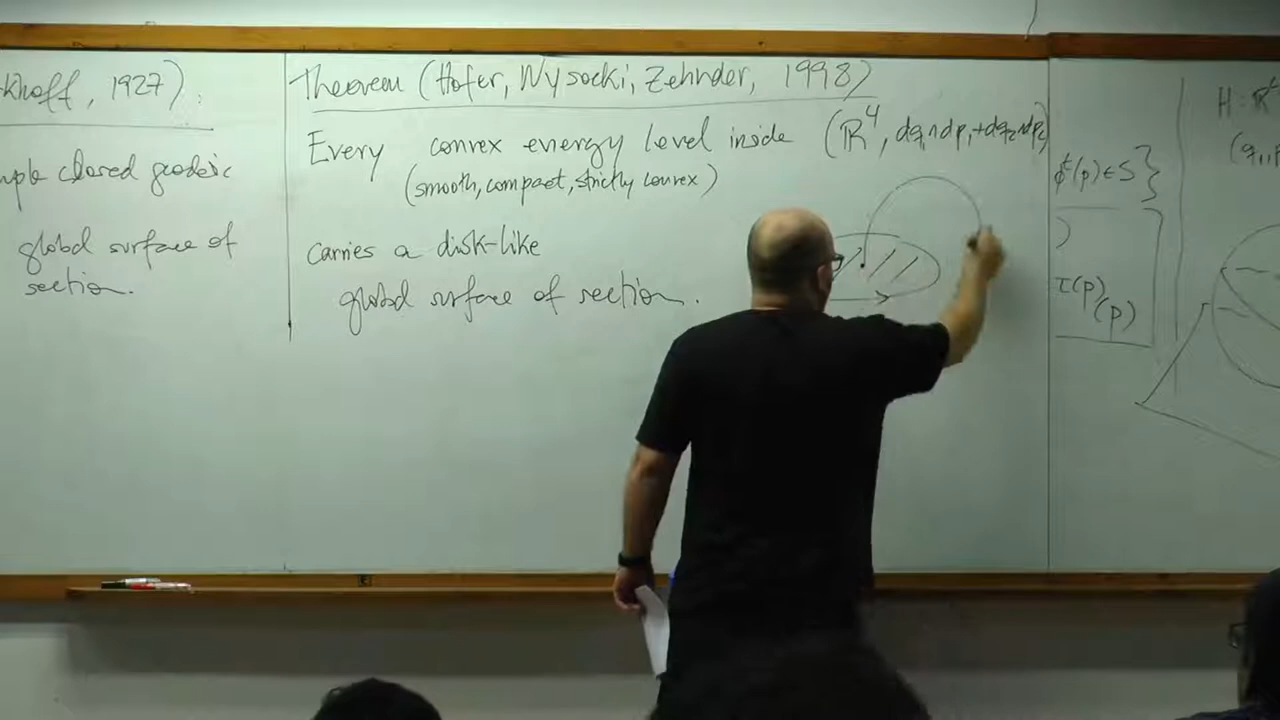 khoff, 1927):
mple closed geodesic
global surface of
section.
Theorem (Hofer, Wysocki, Zehnder, 1998)
Every convex energy level inside (ℝ⁴, dq₁∧dp₁+dq₂∧dp₂)
(smooth, compact, strictly convex)
carries a disk-like
global surface of section.
(p)∈S}
)
τ(p)
(p)
H: ℝ⁴
(q₁,p